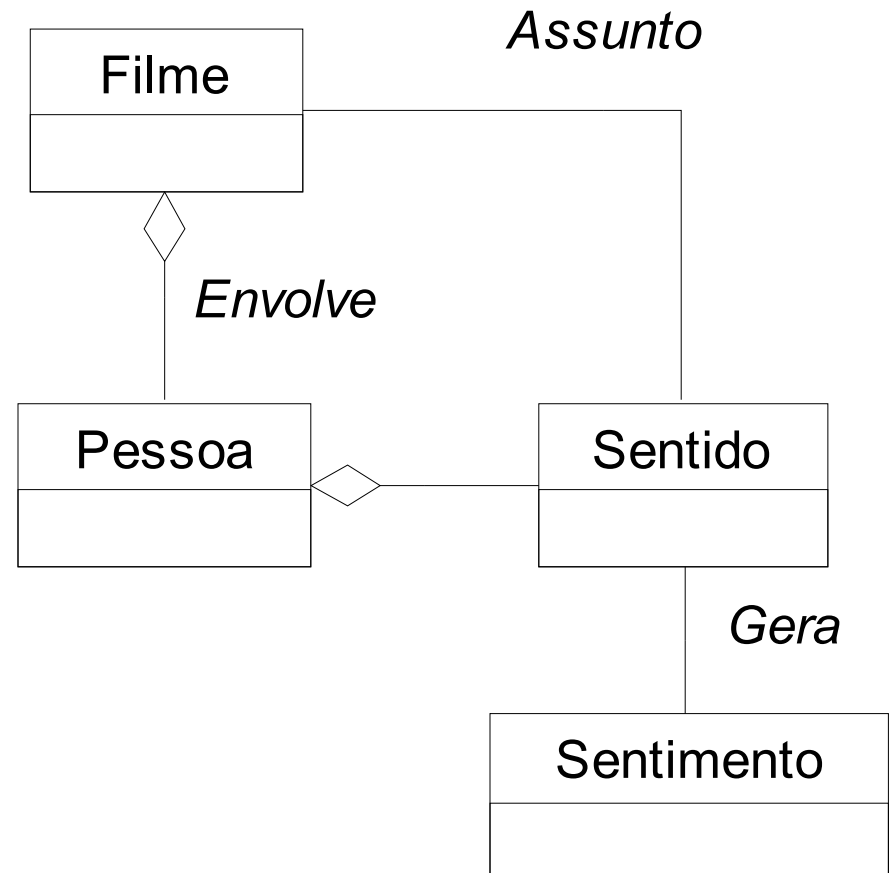 Assunto
Filme
Envolve
Pessoa
Sentido
Gera
Sentimento